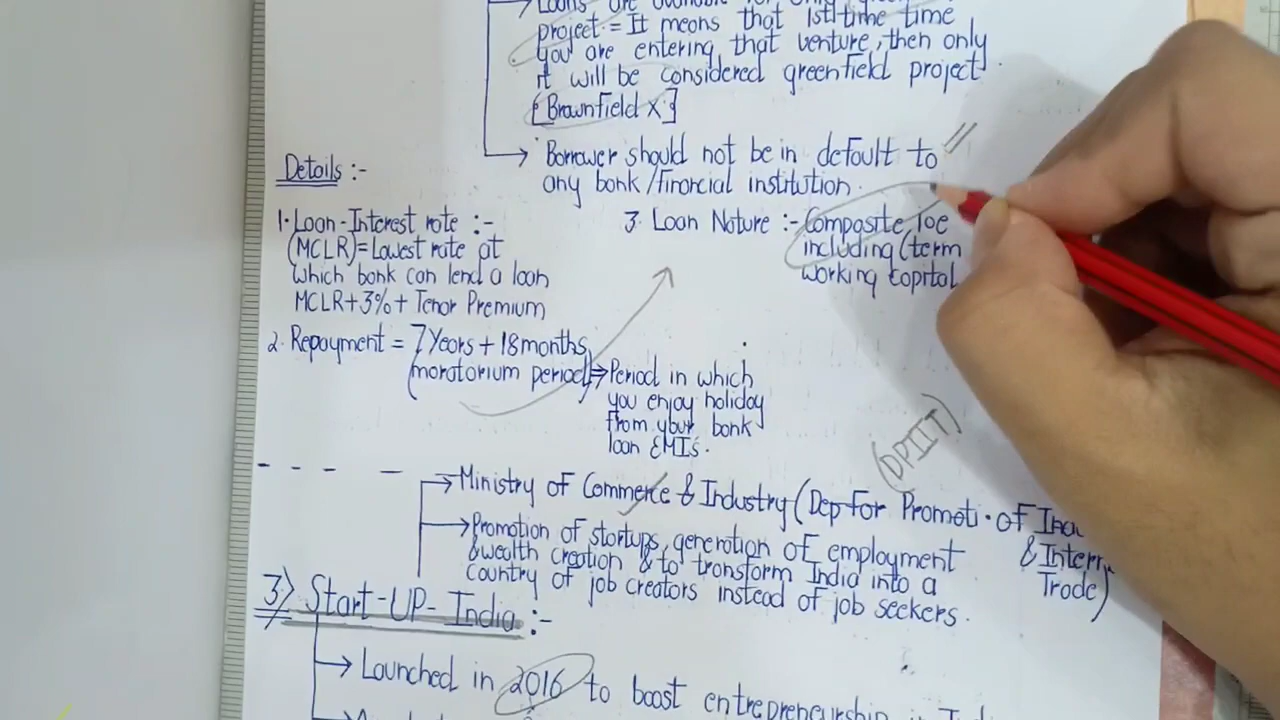 project = It means that 1st time time
you are entering that venture, then only
it will be considered greenfield project.
[Brownfield x]
Borrower should not be in default to
any bank/financial institution.
Details :-
1. Loan-Interest rate :-
(MCLR) = Lowest rate at
which bank can lend a loan
MCLR+3%+ Tenor Premium
2. Repayment = 7 Years + 18 months
(moratorium period) ⇒ Period in which
you enjoy holiday
from your bank
loan EMIs.
3. Loan Nature :- Composite
including (term
working capital
(DPIIT)
Ministry of Commerce & Industry (Dep for Promoti. of
&
Trade)
Promotion of startups, generation of employment
& wealth creation & to transform India into a
country of job creators instead of job seekers.
3) Start-UP-India :-
Launched in 2016 to boost entrepreneurship in